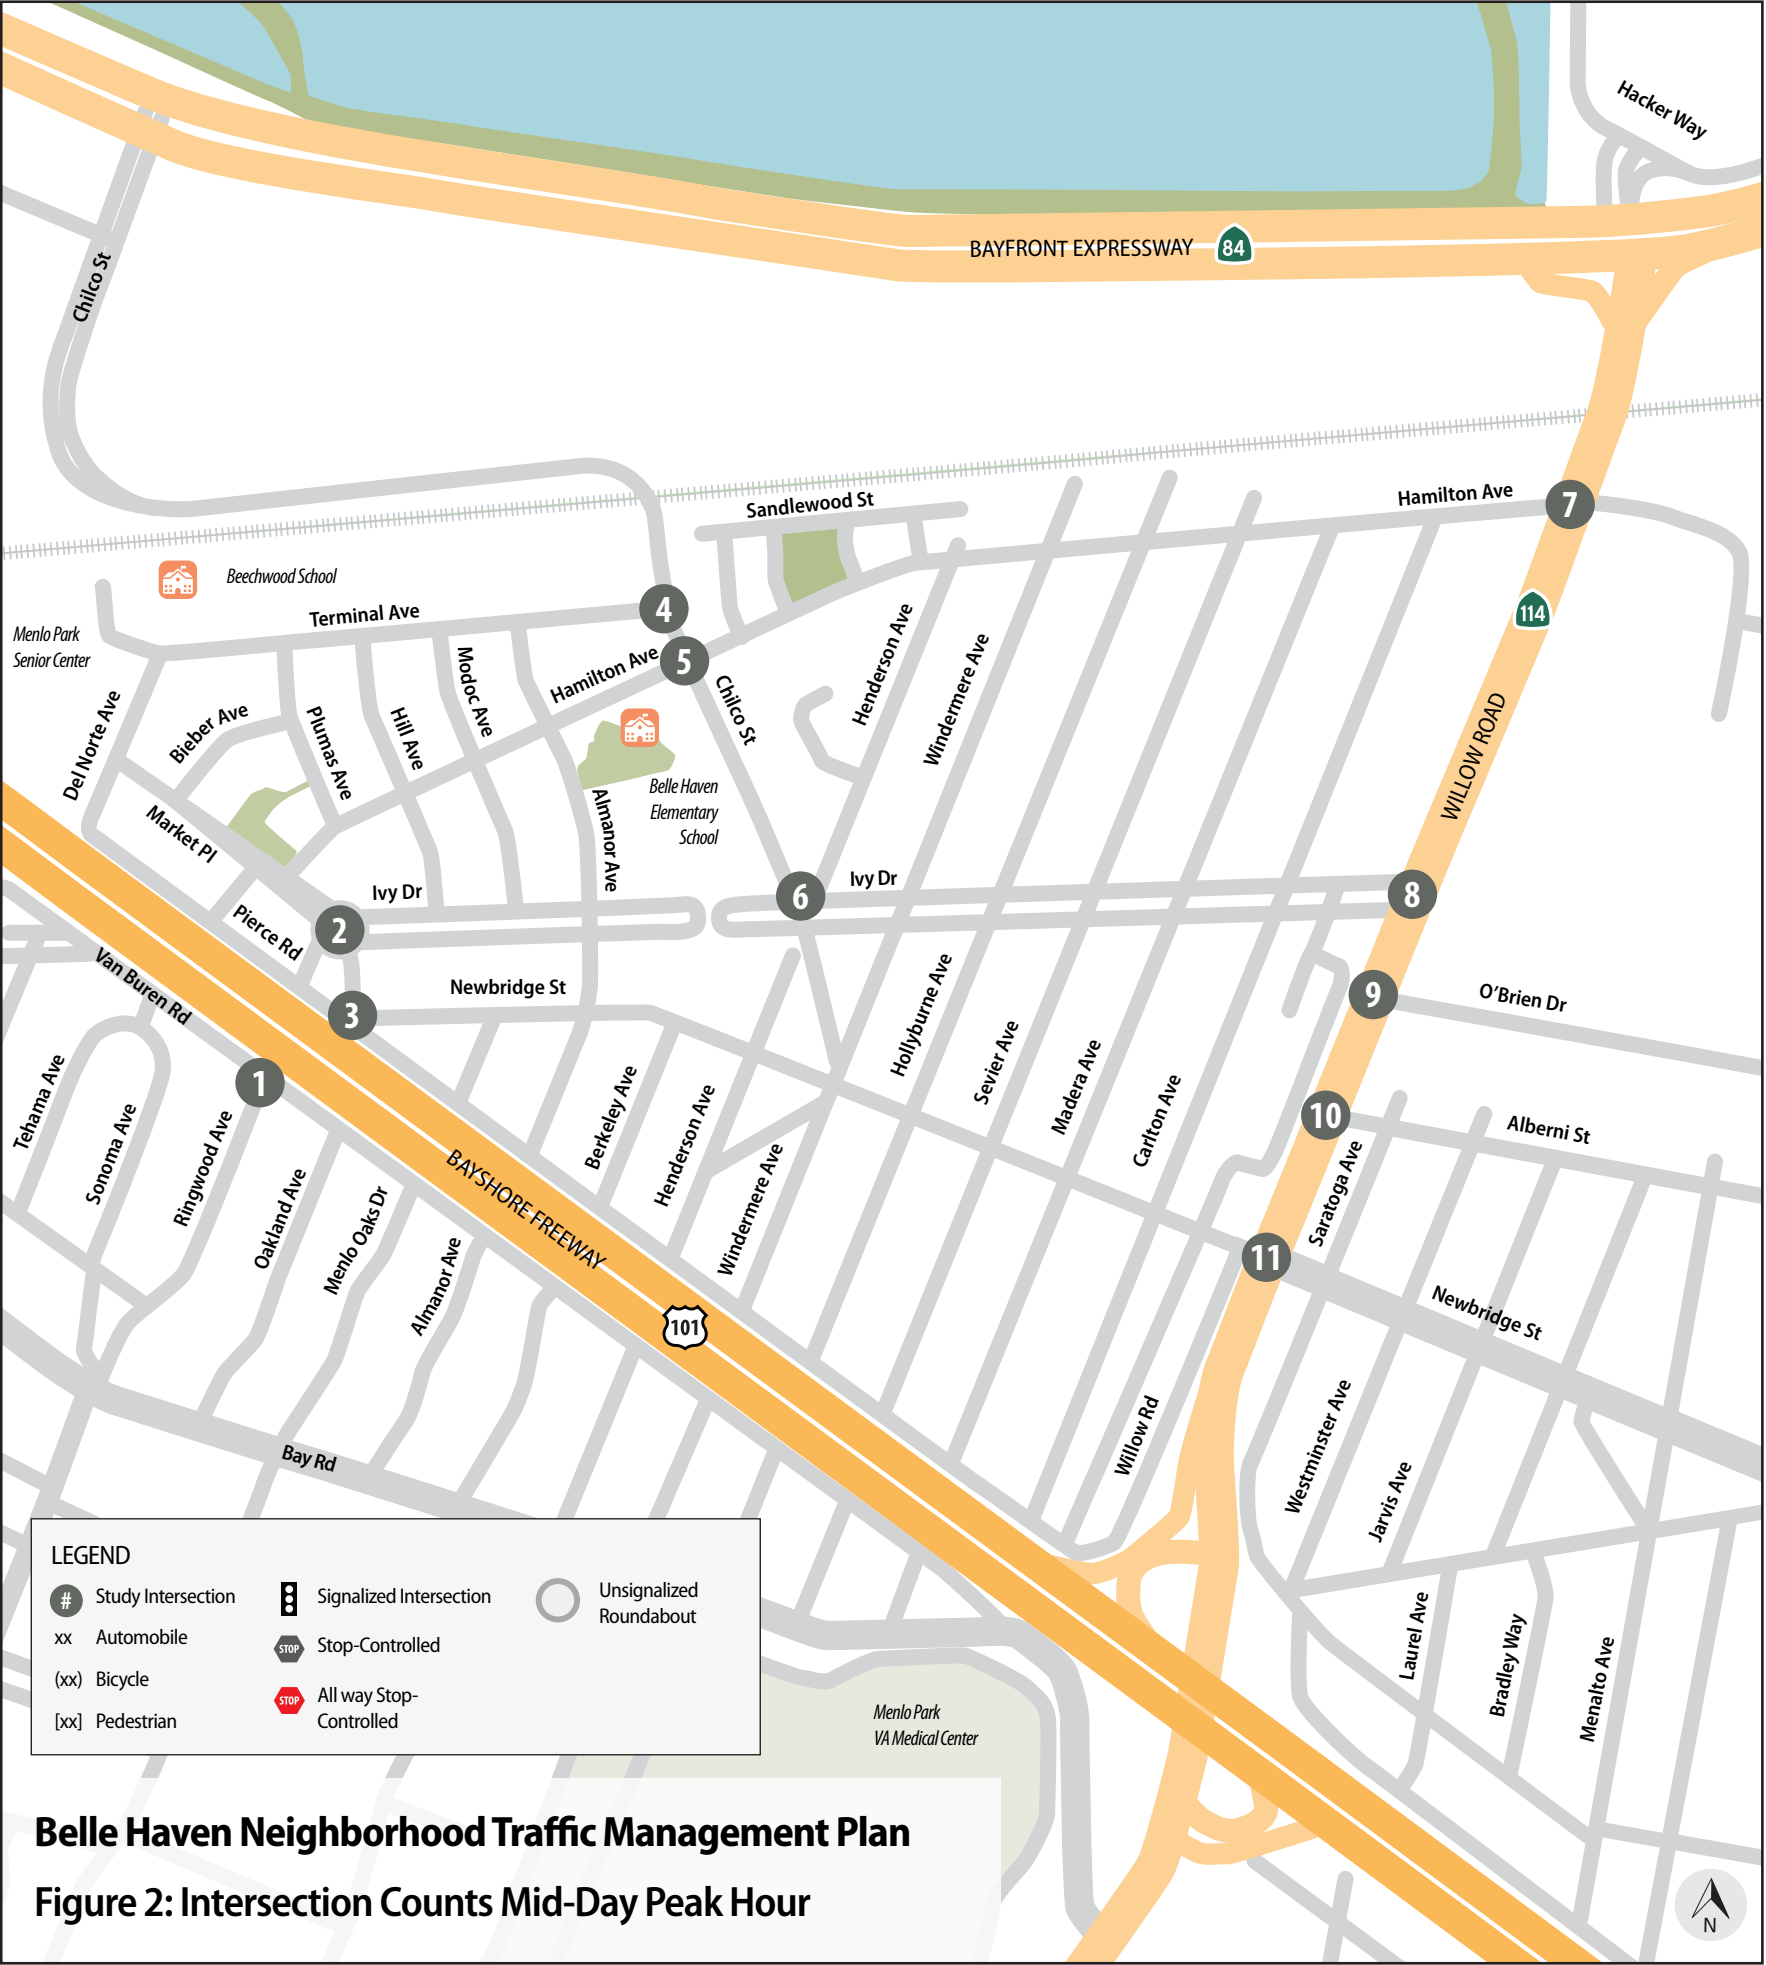 Hacker Way
BAYFRONT EXPRESSWAY
84
Chilco St
Sandlewood St
Hamilton Ave
7
Beechwood School
Terminal Ave
4
114
Menlo Park
Senior Center
5
Hamilton Ave
Modoc Ave
Henderson Ave
Windermere Ave
Chilco St
Del Norte Ave
Bieber Ave
Plumas Ave
Hill Ave
WILLOW ROAD
Belle Haven
Elementary
School
Almanor Ave
Market Pl
Ivy Dr
Ivy Dr
6
8
2
Pierce Rd
Van Buren Rd
Newbridge St
3
9
O'Brien Dr
Hollyburne Ave
Sevier Ave
Madera Ave
Carlton Ave
1
Tehama Ave
Sonoma Ave
Ringwood Ave
Oakland Ave
Menlo Oaks Dr
Almanor Ave
Berkeley Ave
Henderson Ave
Windermere Ave
10
Alberni St
Saratoga Ave
11
BAYSHORE FREEWAY
101
Newbridge St
Willow Rd
Westminster Ave
Jarvis Ave
Bay Rd
Laurel Ave
Bradley Way
Menalto Ave
Menlo Park
VA Medical Center
LEGEND
# Study Intersection
xx Automobile
(xx) Bicycle
[xx] Pedestrian
Signalized Intersection
STOP Stop-Controlled
STOP All way Stop-
Controlled
Unsignalized
Roundabout
Belle Haven Neighborhood Traffic Management Plan
Figure 2: Intersection Counts Mid-Day Peak Hour
N